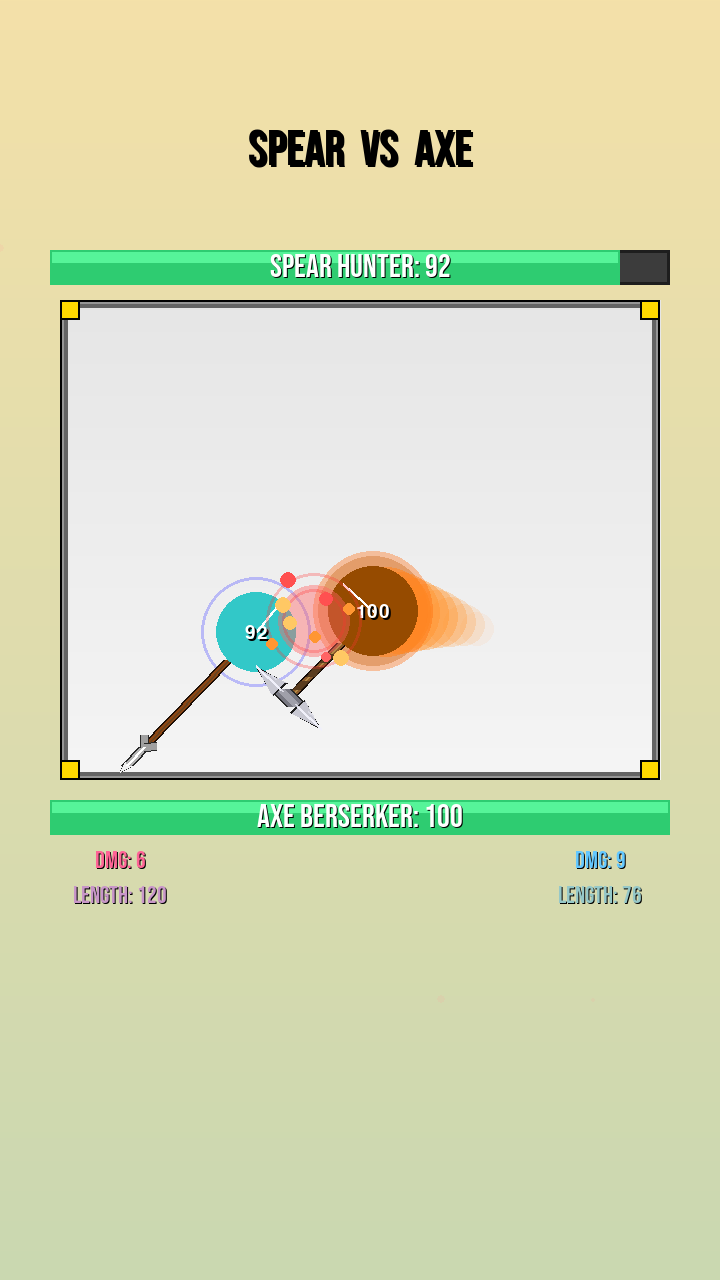 SPEAR VS AXE
SPEAR HUNTER: 92
92
100
AXE BERSERKER: 100
DMG: 6
DMG: 9
LENGTH: 120
LENGTH: 76